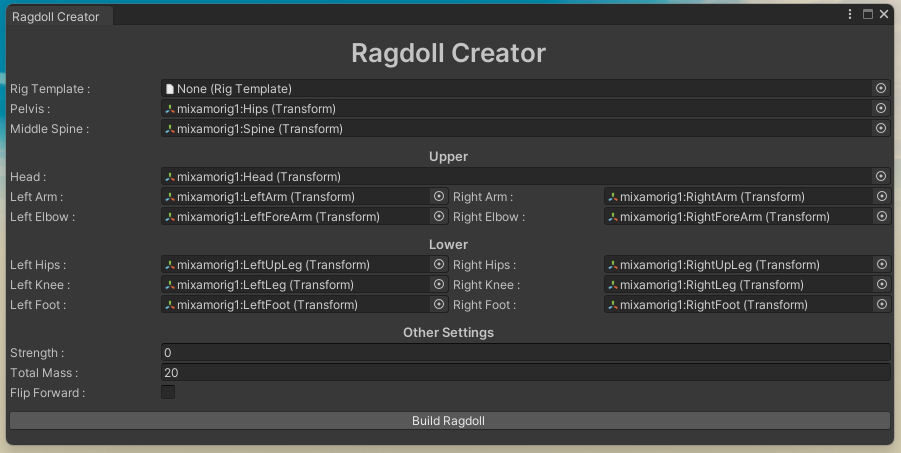 Ragdoll Creator
Ragdoll Creator
Rig Template : None (Rig Template)
Pelvis : mixamorig1:Hips (Transform)
Middle Spine : mixamorig1:Spine (Transform)
Upper
Head : mixamorig1:Head (Transform)
Left Arm : mixamorig1:LeftArm (Transform) Right Arm : mixamorig1:RightArm (Transform)
Left Elbow : mixamorig1:LeftForeArm (Transform) Right Elbow : mixamorig1:RightForeArm (Transform)
Lower
Left Hips : mixamorig1:LeftUpLeg (Transform) Right Hips : mixamorig1:RightUpLeg (Transform)
Left Knee : mixamorig1:LeftLeg (Transform) Right Knee : mixamorig1:RightLeg (Transform)
Left Foot : mixamorig1:LeftFoot (Transform) Right Foot : mixamorig1:RightFoot (Transform)
Other Settings
Strength : 0
Total Mass : 20
Flip Forward :
Build Ragdoll